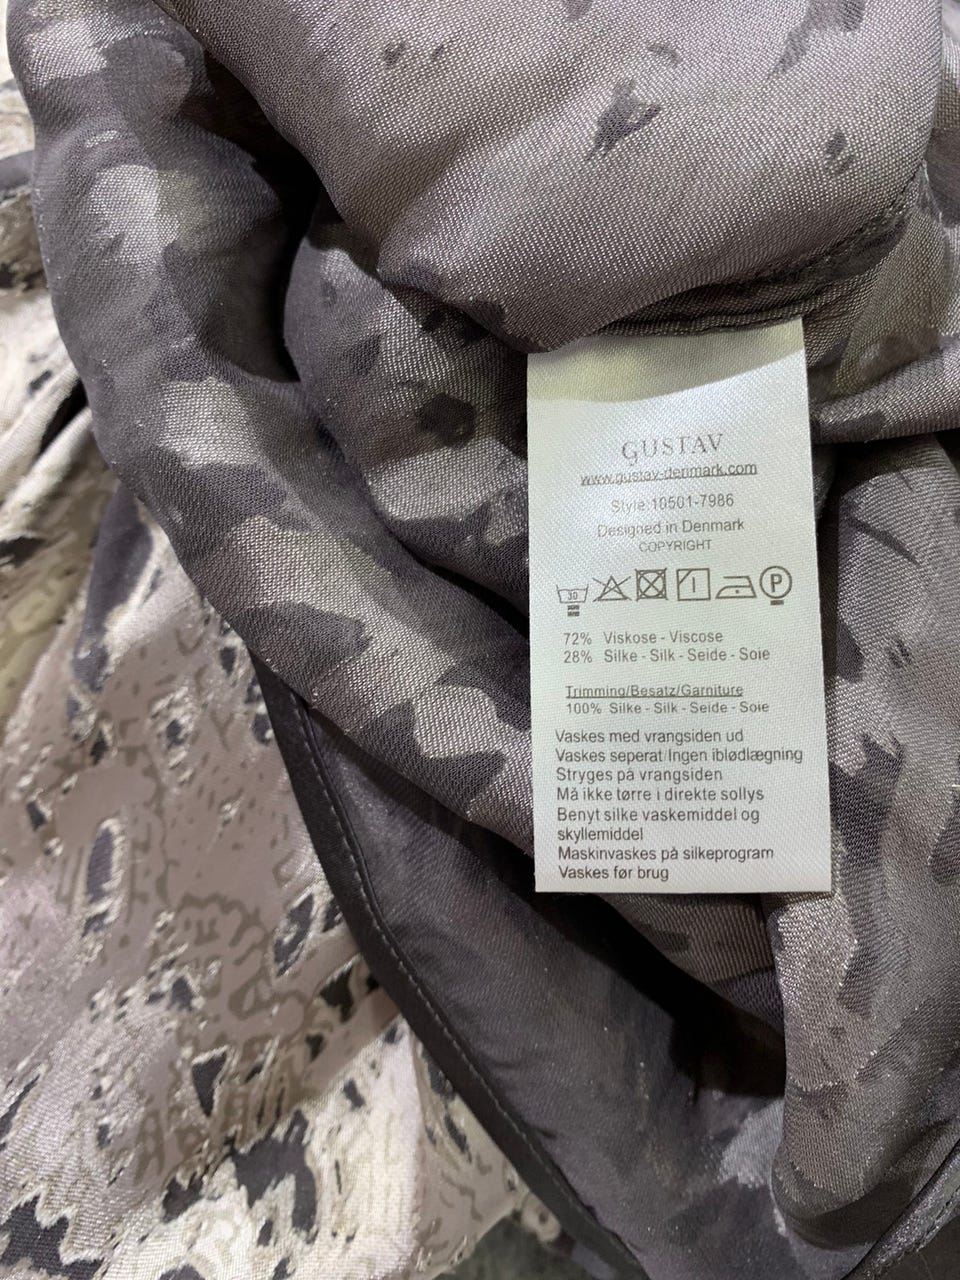 GUSTAV
www.gustav-denmark.com
Style:10501-7986
Designed in Denmark
COPYRIGHT
30 P
72% Viskose - Viscose
28% Silke - Silk - Seide - Soie
Trimming/Besatz/Garniture
100% Silke - Silk - Seide - Soie
Vaskes med vrangsiden ud
Vaskes seperat Ingen iblødlægning
Stryges på vrangsiden
Må ikke tørre i direkte sollys
Benyt silke vaskemiddel og
skyllemiddel
Maskinvaskes på silkeprogram
Vaskes før brug